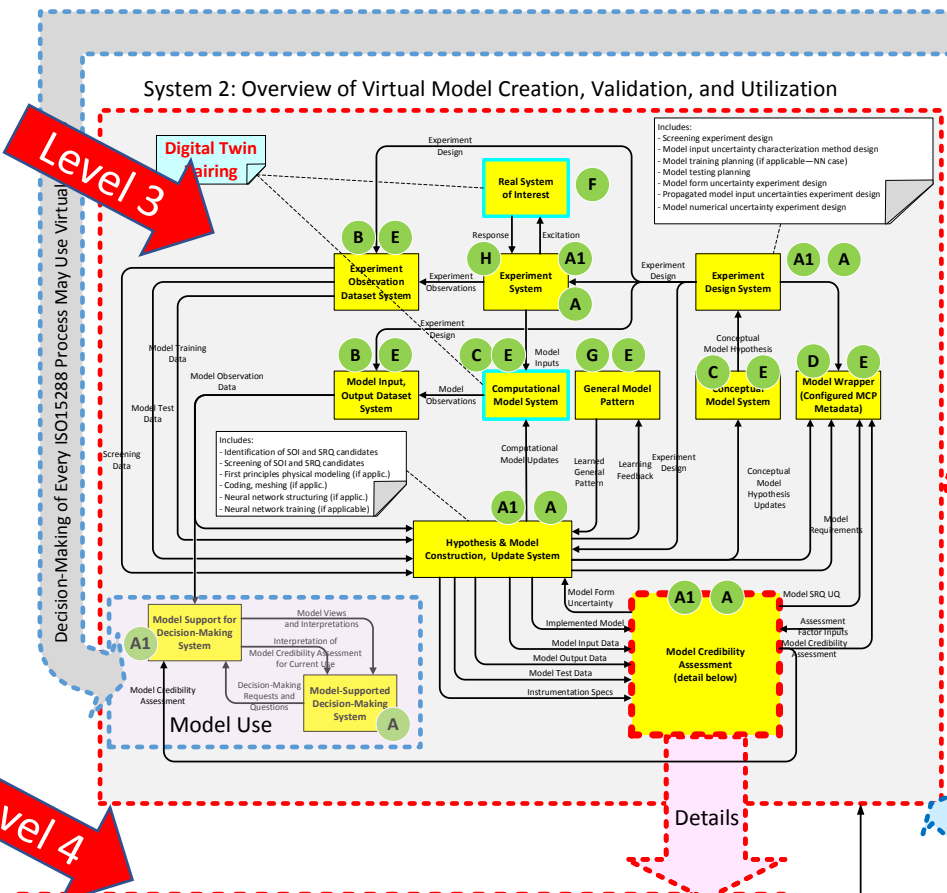 System 2: Overview of Virtual Model Creation, Validation, and Utilization
Level 3
Decision-Making of Every ISO15288 Process May Use Virtual
Digital Twin
Experiment
Design
Real System
of Interest
F
Includes:
- Screening experiment design
- Model input uncertainty characterization method design
- Model training planning (if applicable—NN case)
- Model testing planning
- Model form uncertainty experiment design
- Propagated model input uncertainties experiment design
- Model numerical uncertainty experiment design
Response
Excitation
B
E
H
A1
A
Experiment
Observation
Dataset System
Experiment
Observations
Experiment
System
Experiment
Design
Experiment
Design
Experiment
Design System
A1
A
Experiment
Design
Model
Inputs
Conceptual
Model Hypothesis
Model Training
Data
Model Observation
Data
B
E
Model Input,
Output Dataset
System
Model
Observations
C
E
Computational
Model System
G
E
General Model
Pattern
C
E
Model System
D
E
Model Wrapper
(Configured MCP
Metadata)
Model Test
Data
Screening
Data
Includes:
- Identification of SOI and SRQ candidates
- Screening of SOI and SRQ candidates
- First principles physical modeling (if applic.)
- Coding, meshing (if applic.)
- Neural network structuring (if applic.)
- Neural network training (if applicable)
Computational
Model Updates
Learned
General
Pattern
Learning
Feedback
Experiment
Design
Conceptual
Model
Hypothesis
Updates
Model
Requirements
A1
A
Hypothesis & Model
Construction, Update System
Model Form
Uncertainty
A1
A
Model Credibility
Assessment
(detail below)
Model SRQ UQ
Assessment
Factor Inputs
Model Credibility
Assessment
Implemented Model
Model Input Data
Model Output Data
Model Test Data
Instrumentation Specs
A1
Model Support for
Decision-Making
System
Model Views
and Interpretations
Interpretation of
Model Credibility Assessment
for Current Use
Decision-Making
Requests and
Questions
Model-Supported
Decision-Making
System
A
Model Credibility
Assessment
Model Use
Details
vel 4